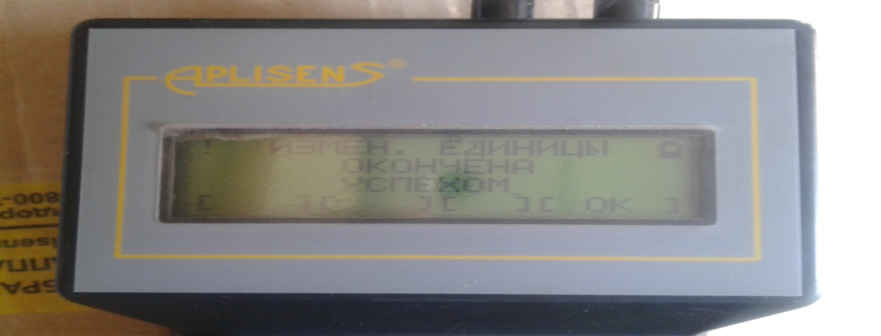 APLISENS®
! ИЗМЕН. ЕДИНИЦЫ
ОКОНЧЕНА
УСПЕХОМ
[ ][ ][ ][ OK ]